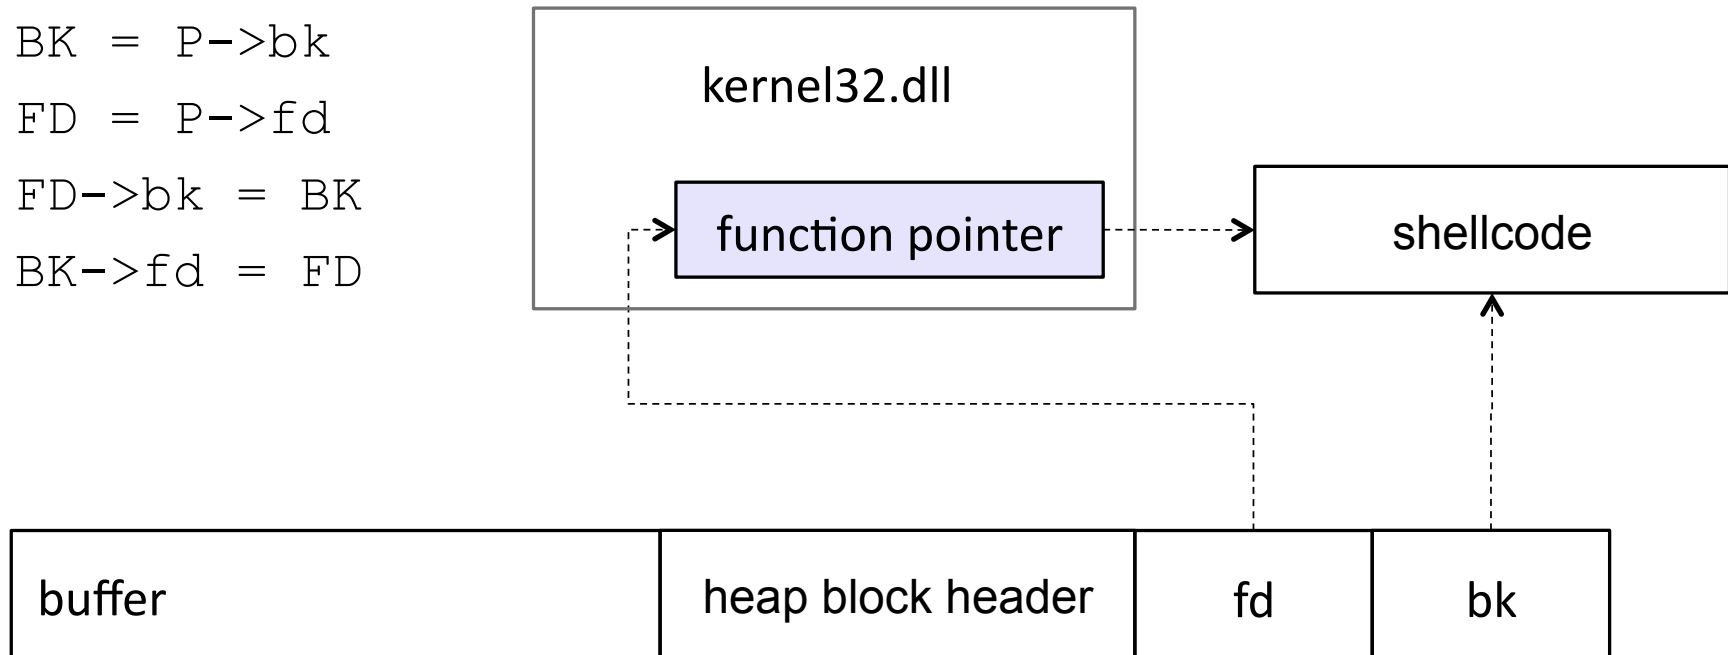 BK = P->bk
FD = P->fd
FD->bk = BK
BK->fd = FD
kernel32.dll
function pointer
shellcode
buffer
heap block header
fd
bk